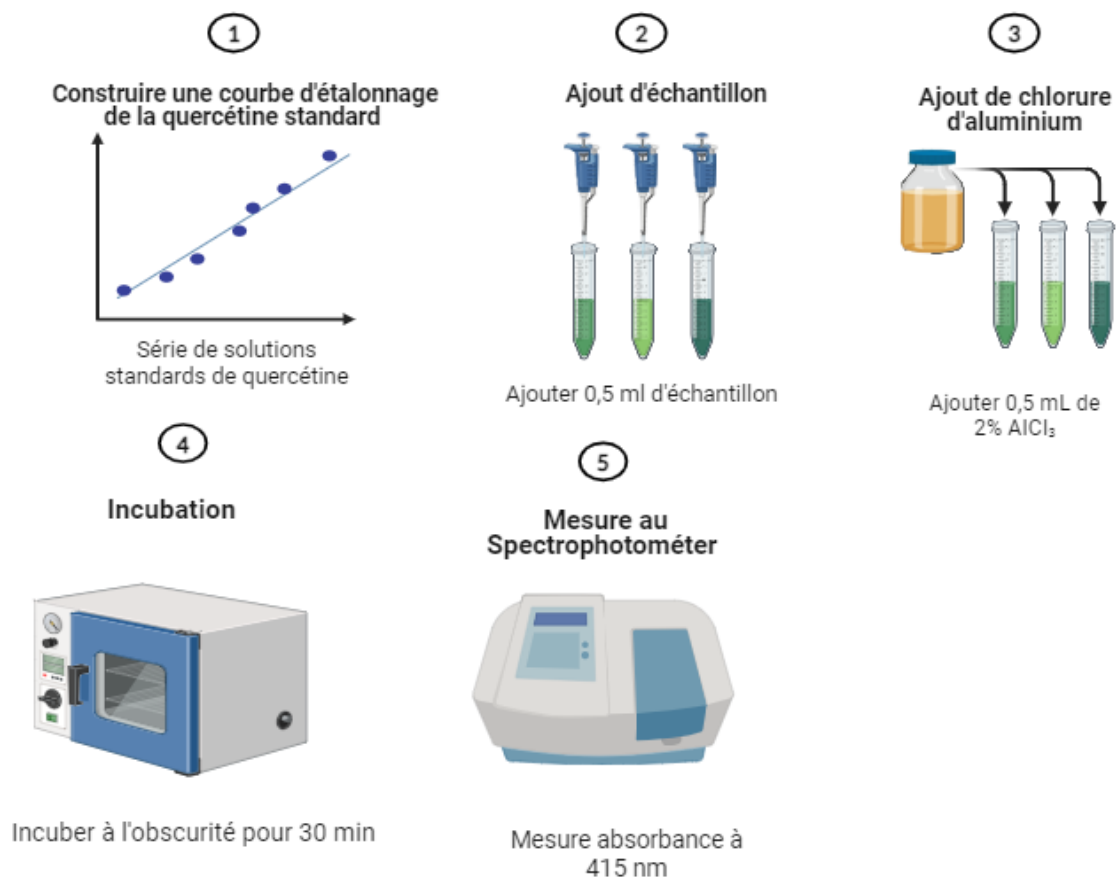 1
Construire une courbe d'étalonnage
de la quercétine standard
Série de solutions
standards de quercétine
2
Ajout d'échantillon
Ajouter 0,5 ml d'échantillon
3
Ajout de chlorure
d'aluminium
Ajouter 0,5 mL de
2% AlCl₃
4
Incubation
Incuber à l'obscurité pour 30 min
5
Mesure au
Spectrophotométer
Mesure absorbance à
415 nm